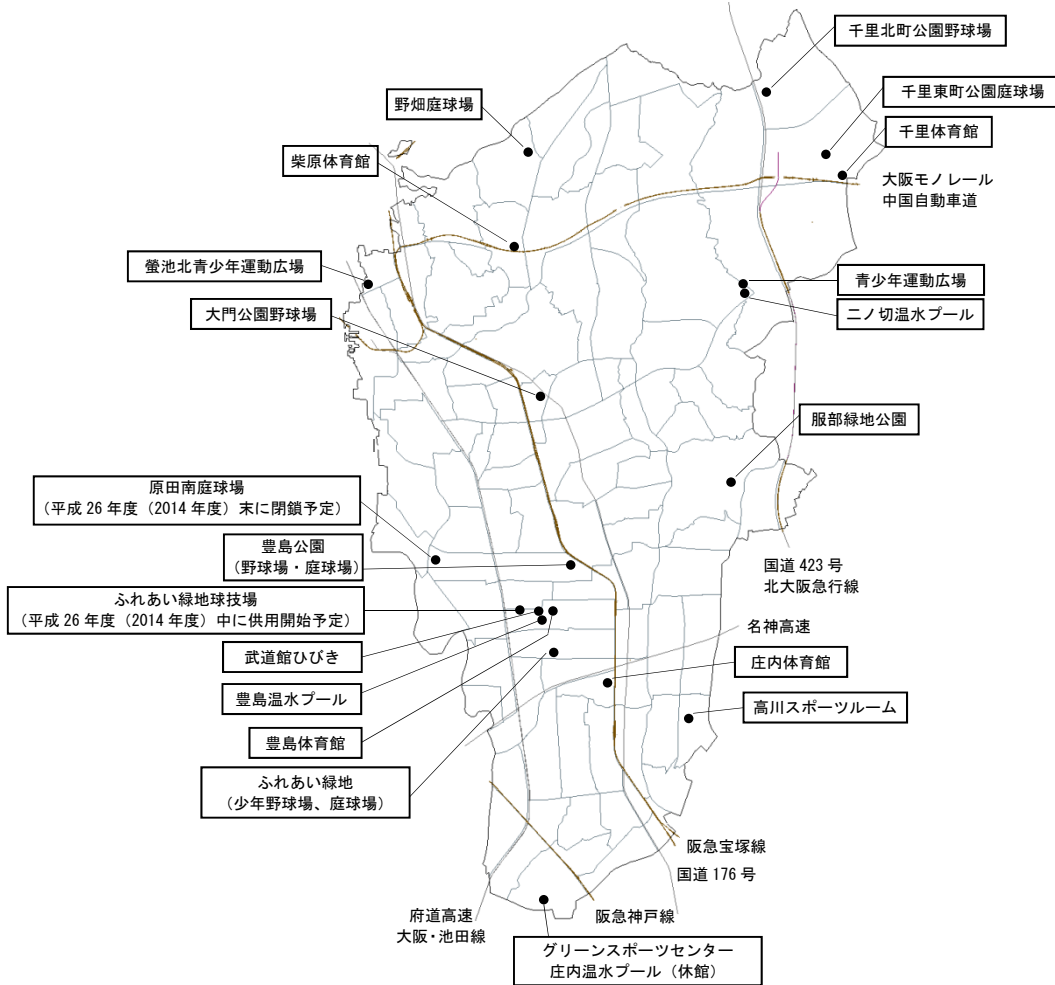 千里北町公園野球場
千里東町公園庭球場
野畑庭球場
千里体育館
柴原体育館
大阪モノレール
中国自動車道
螢池北青少年運動広場
青少年運動広場
大門公園野球場
二ノ切温水プール
服部緑地公園
原田南庭球場
(平成 26 年度(2014 年度)末に閉鎖予定)
豊島公園
(野球場・庭球場)
国道 423 号
北大阪急行線
ふれあい緑地球技場
(平成 26 年度(2014 年度)中に供用開始予定)
名神高速
武道館ひびき
庄内体育館
豊島温水プール
高川スポーツルーム
豊島体育館
ふれあい緑地
(少年野球場、庭球場)
阪急宝塚線
国道 176 号
府道高速
大阪・池田線
阪急神戸線
グリーンスポーツセンター
庄内温水プール(休館)